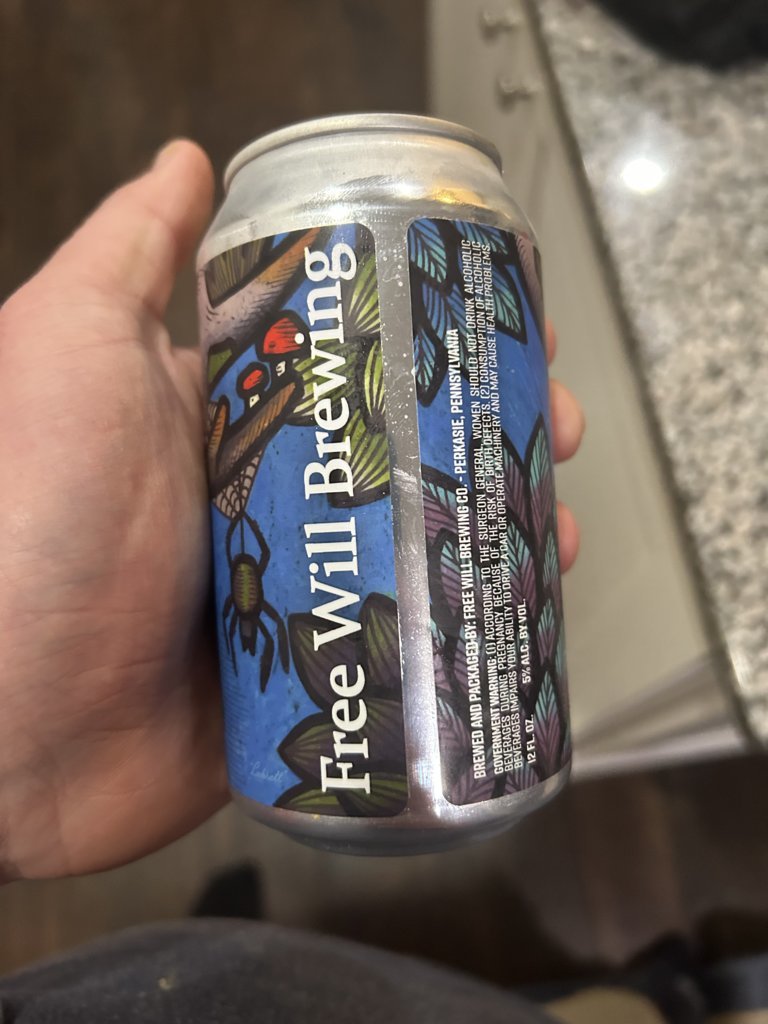 Free Will Brewing
BREWED AND PACKAGED BY: FREE WILL BREWING CO. - PERKASIE, PENNSYLVANIA
GOVERNMENT WARNING: (1) ACCORDING TO THE SURGEON GENERAL, WOMEN SHOULD NOT DRINK ALCOHOLIC
BEVERAGES DURING PREGNANCY BECAUSE OF THE RISK OF BIRTH DEFECTS. (2) CONSUMPTION OF ALCOHOLIC
BEVERAGES IMPAIRS YOUR ABILITY TO DRIVE A CAR OR OPERATE MACHINERY AND MAY CAUSE HEALTH PROBLEMS.
12 FL. OZ. 5% ALC. BY VOL.